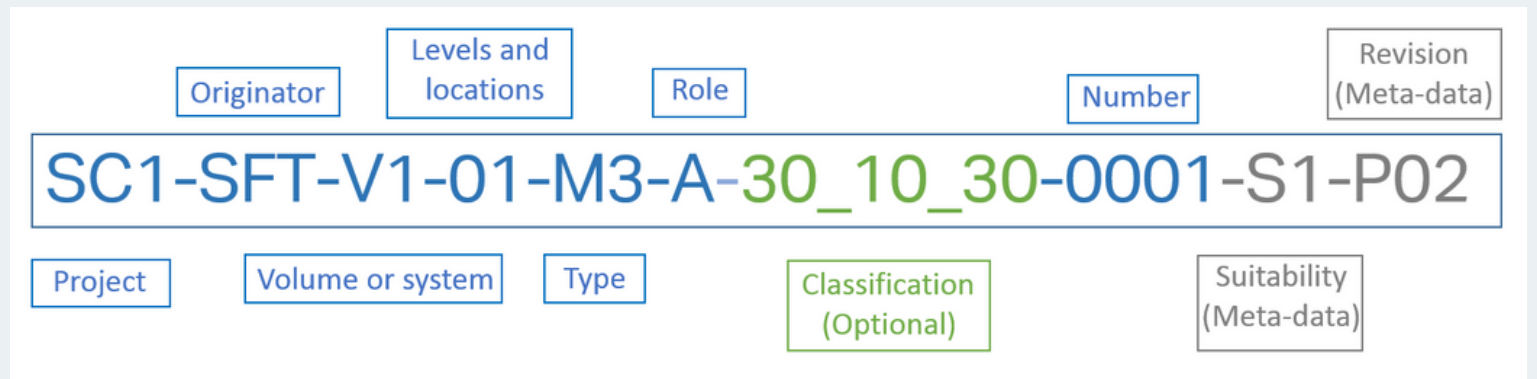 Levels and
locations
Revision
(Meta-data)
Originator
Role
Number
SC1-SFT-V1-01-M3-A-30_10_30-0001-S1-P02
Project
Volume or system
Type
Classification
(Optional)
Suitability
(Meta-data)